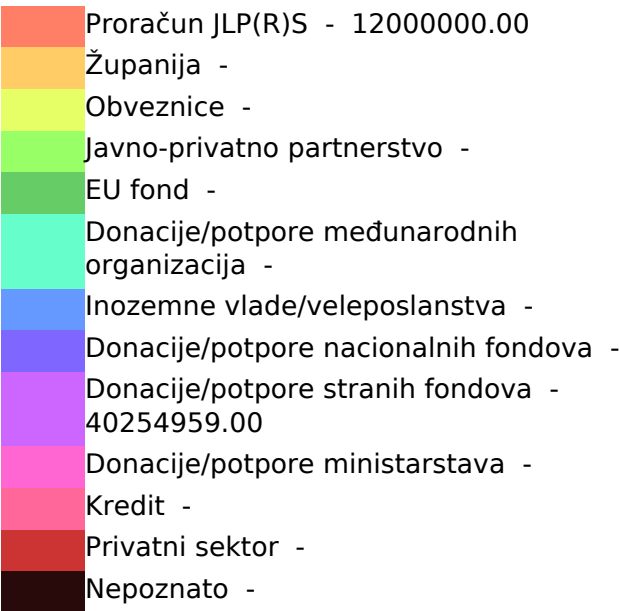 Proračun JLP(R)S - 12000000.00
Županija -
Obveznice -
Javno-privatno partnerstvo -
EU fond -
Donacije/potpore međunarodnih
organizacija -
Inozemne vlade/veleposlanstva -
Donacije/potpore nacionalnih fondova -
Donacije/potpore stranih fondova -
40254959.00
Donacije/potpore ministarstava -
Kredit -
Privatni sektor -
Nepoznato -